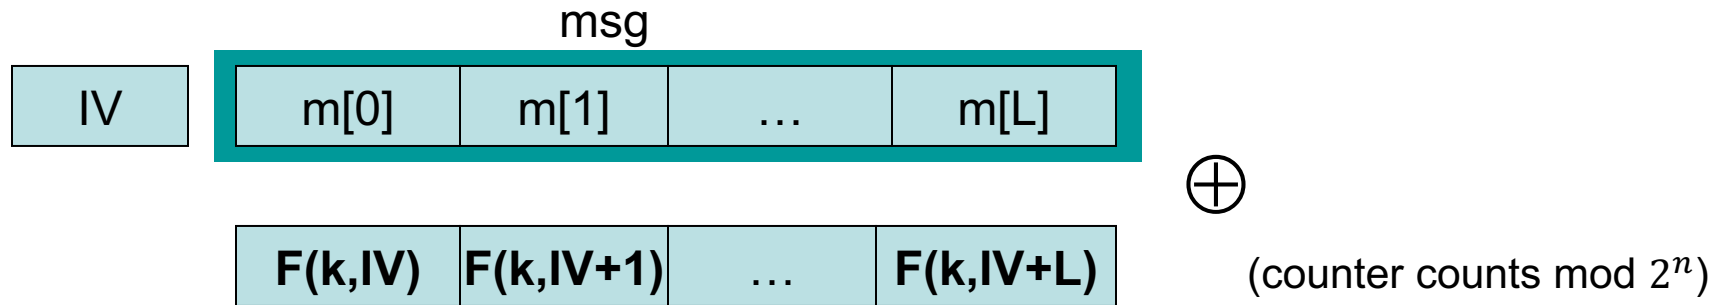 msg
IV m[0] m[1] … m[L]
⊕
F(k,IV) F(k,IV+1) … F(k,IV+L) (counter counts mod 2ⁿ)